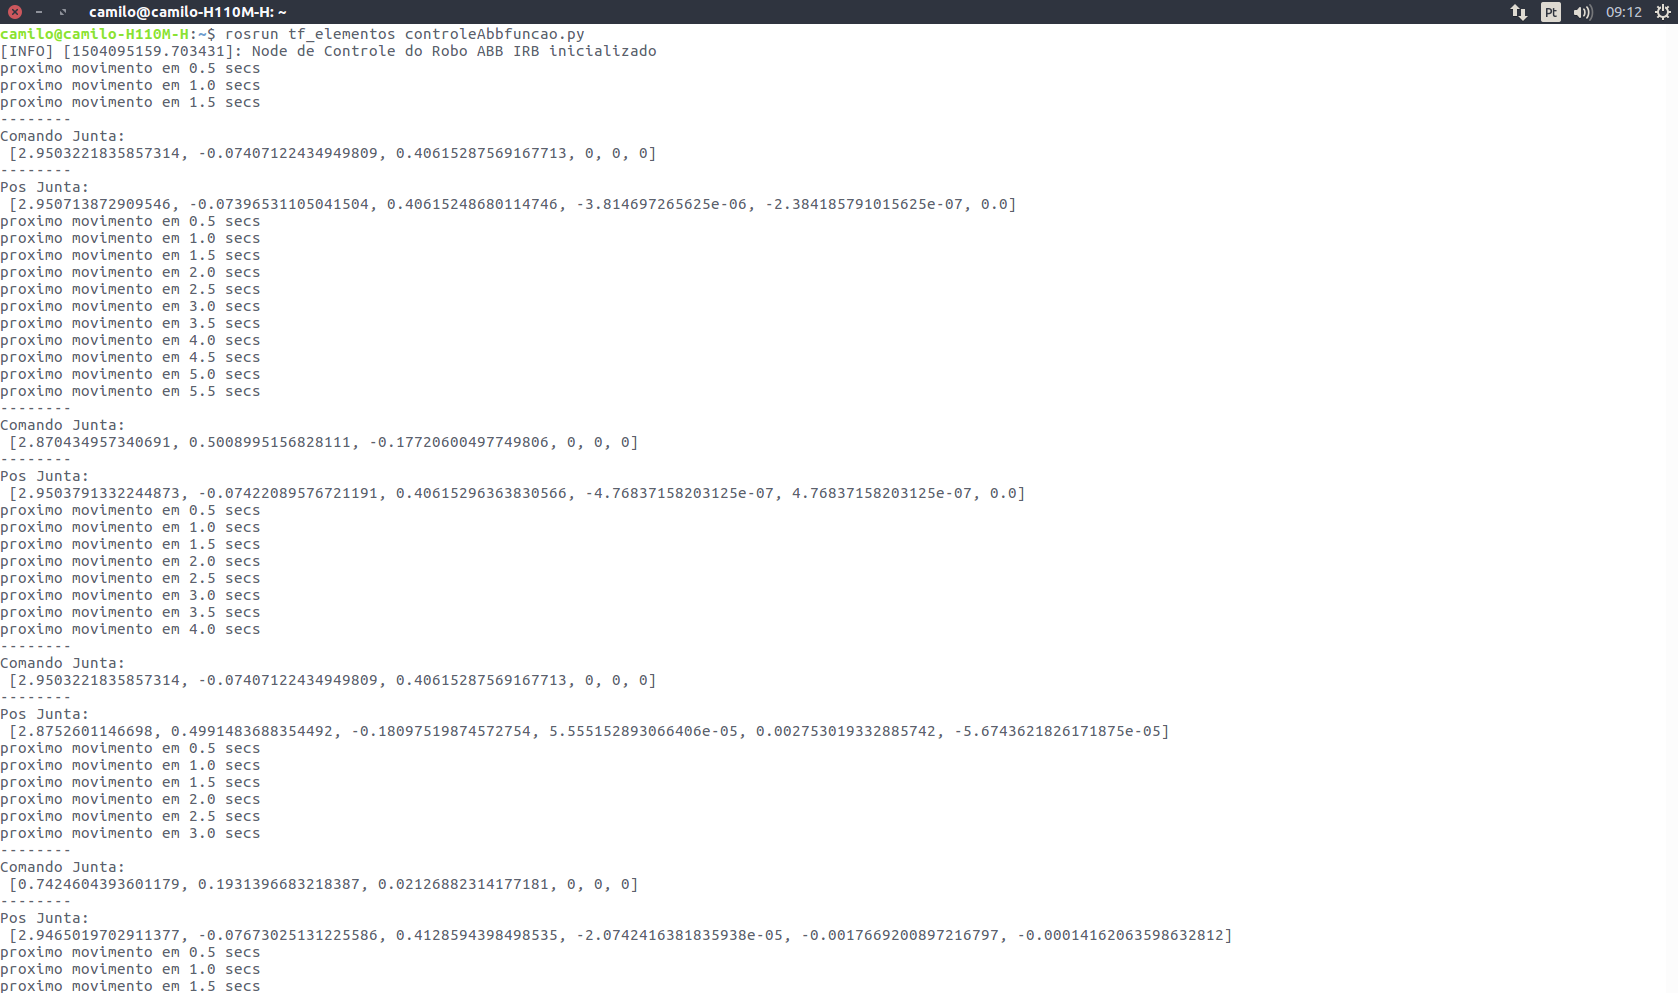 camilo@camilo-H110M-H: ~
Pt
09:12
camilo@camilo-H110M-H:~$ rosrun tf_elementos controleAbbfuncao.py
[INFO] [1504095159.703431]: Node de Controle do Robo ABB IRB inicializado
proximo movimento em 0.5 secs
proximo movimento em 1.0 secs
proximo movimento em 1.5 secs
--------
Comando Junta:
[2.9503221835857314, -0.07407122434949809, 0.40615287569167713, 0, 0, 0]
--------
Pos Junta:
[2.950713872909546, -0.07396531105041504, 0.40615248680114746, -3.814697265625e-06, -2.384185791015625e-07, 0.0]
proximo movimento em 0.5 secs
proximo movimento em 1.0 secs
proximo movimento em 1.5 secs
proximo movimento em 2.0 secs
proximo movimento em 2.5 secs
proximo movimento em 3.0 secs
proximo movimento em 3.5 secs
proximo movimento em 4.0 secs
proximo movimento em 4.5 secs
proximo movimento em 5.0 secs
proximo movimento em 5.5 secs
--------
Comando Junta:
[2.870434957340691, 0.5008995156828111, -0.17720600497749806, 0, 0, 0]
--------
Pos Junta:
[2.9503791332244873, -0.07422089576721191, 0.40615296363830566, -4.76837158203125e-07, 4.76837158203125e-07, 0.0]
proximo movimento em 0.5 secs
proximo movimento em 1.0 secs
proximo movimento em 1.5 secs
proximo movimento em 2.0 secs
proximo movimento em 2.5 secs
proximo movimento em 3.0 secs
proximo movimento em 3.5 secs
proximo movimento em 4.0 secs
--------
Comando Junta:
[2.9503221835857314, -0.07407122434949809, 0.40615287569167713, 0, 0, 0]
--------
Pos Junta:
[2.8752601146698, 0.4991483688354492, -0.18097519874572754, 5.555152893066406e-05, 0.002753019332885742, -5.6743621826171875e-05]
proximo movimento em 0.5 secs
proximo movimento em 1.0 secs
proximo movimento em 1.5 secs
proximo movimento em 2.0 secs
proximo movimento em 2.5 secs
proximo movimento em 3.0 secs
--------
Comando Junta:
[0.7424604393601179, 0.1931396683218387, 0.02126882314177181, 0, 0, 0]
--------
Pos Junta:
[2.9465019702911377, -0.07673025131225586, 0.4128594398498535, -2.0742416381835938e-05, -0.0017669200897216797, -0.00014162063598632812]
proximo movimento em 0.5 secs
proximo movimento em 1.0 secs
proximo movimento em 1.5 secs